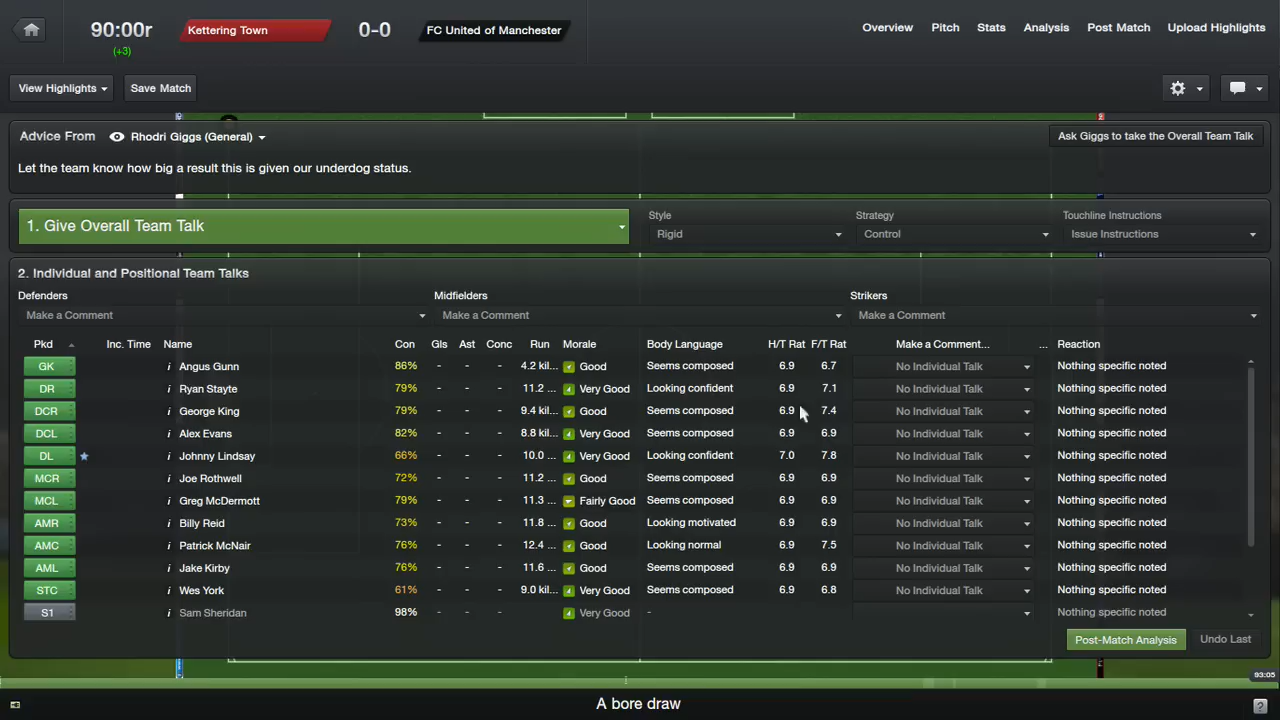 90:00r
(+3)
Kettering Town
0-0
FC United of Manchester
Overview
Pitch
Stats
Analysis
Post Match
Upload Highlights
View Highlights
Save Match
Advice From
Rhodri Giggs (General)
Ask Giggs to take the Overall Team Talk
Let the team know how big a result this is given our underdog status.
1. Give Overall Team Talk
Style
Rigid
Strategy
Control
Touchline Instructions
Issue Instructions
2. Individual and Positional Team Talks
Defenders
Make a Comment
Midfielders
Make a Comment
Strikers
Make a Comment
Pkd Inc. Time Name Con Gls Ast Conc Run Morale Body Language H/T Rat F/T Rat Make a Comment... ... Reaction
GK i Angus Gunn 86% - - - 4.2 kil... Good Seems composed 6.9 6.7 No Individual Talk Nothing specific noted
DR i Ryan Stayte 79% - - - 11.2 ... Very Good Looking confident 6.9 7.1 No Individual Talk Nothing specific noted
DCR i George King 79% - - - 9.4 kil... Good Seems composed 6.9 7.4 No Individual Talk Nothing specific noted
DCL i Alex Evans 82% - - - 8.8 kil... Very Good Seems composed 6.9 6.9 No Individual Talk Nothing specific noted
DL i Johnny Lindsay 66% - - - 10.0 ... Very Good Looking confident 7.0 7.8 No Individual Talk Nothing specific noted
MCR i Joe Rothwell 72% - - - 11.2 ... Good Seems composed 6.9 6.9 No Individual Talk Nothing specific noted
MCL i Greg McDermott 79% - - - 11.3 ... Fairly Good Seems composed 6.9 6.9 No Individual Talk Nothing specific noted
AMR i Billy Reid 73% - - - 11.8 ... Good Looking motivated 6.9 6.9 No Individual Talk Nothing specific noted
AMC i Patrick McNair 76% - - - 12.4 ... Good Looking normal 6.9 7.5 No Individual Talk Nothing specific noted
AML i Jake Kirby 76% - - - 11.6 ... Good Seems composed 6.9 6.9 No Individual Talk Nothing specific noted
STC i Wes York 61% - - - 9.0 kil... Very Good Seems composed 6.9 6.8 No Individual Talk Nothing specific noted
S1 i Sam Sheridan 98% - - - Very Good - Nothing specific noted
Post-Match Analysis
Undo Last
93:05
A bore draw
?